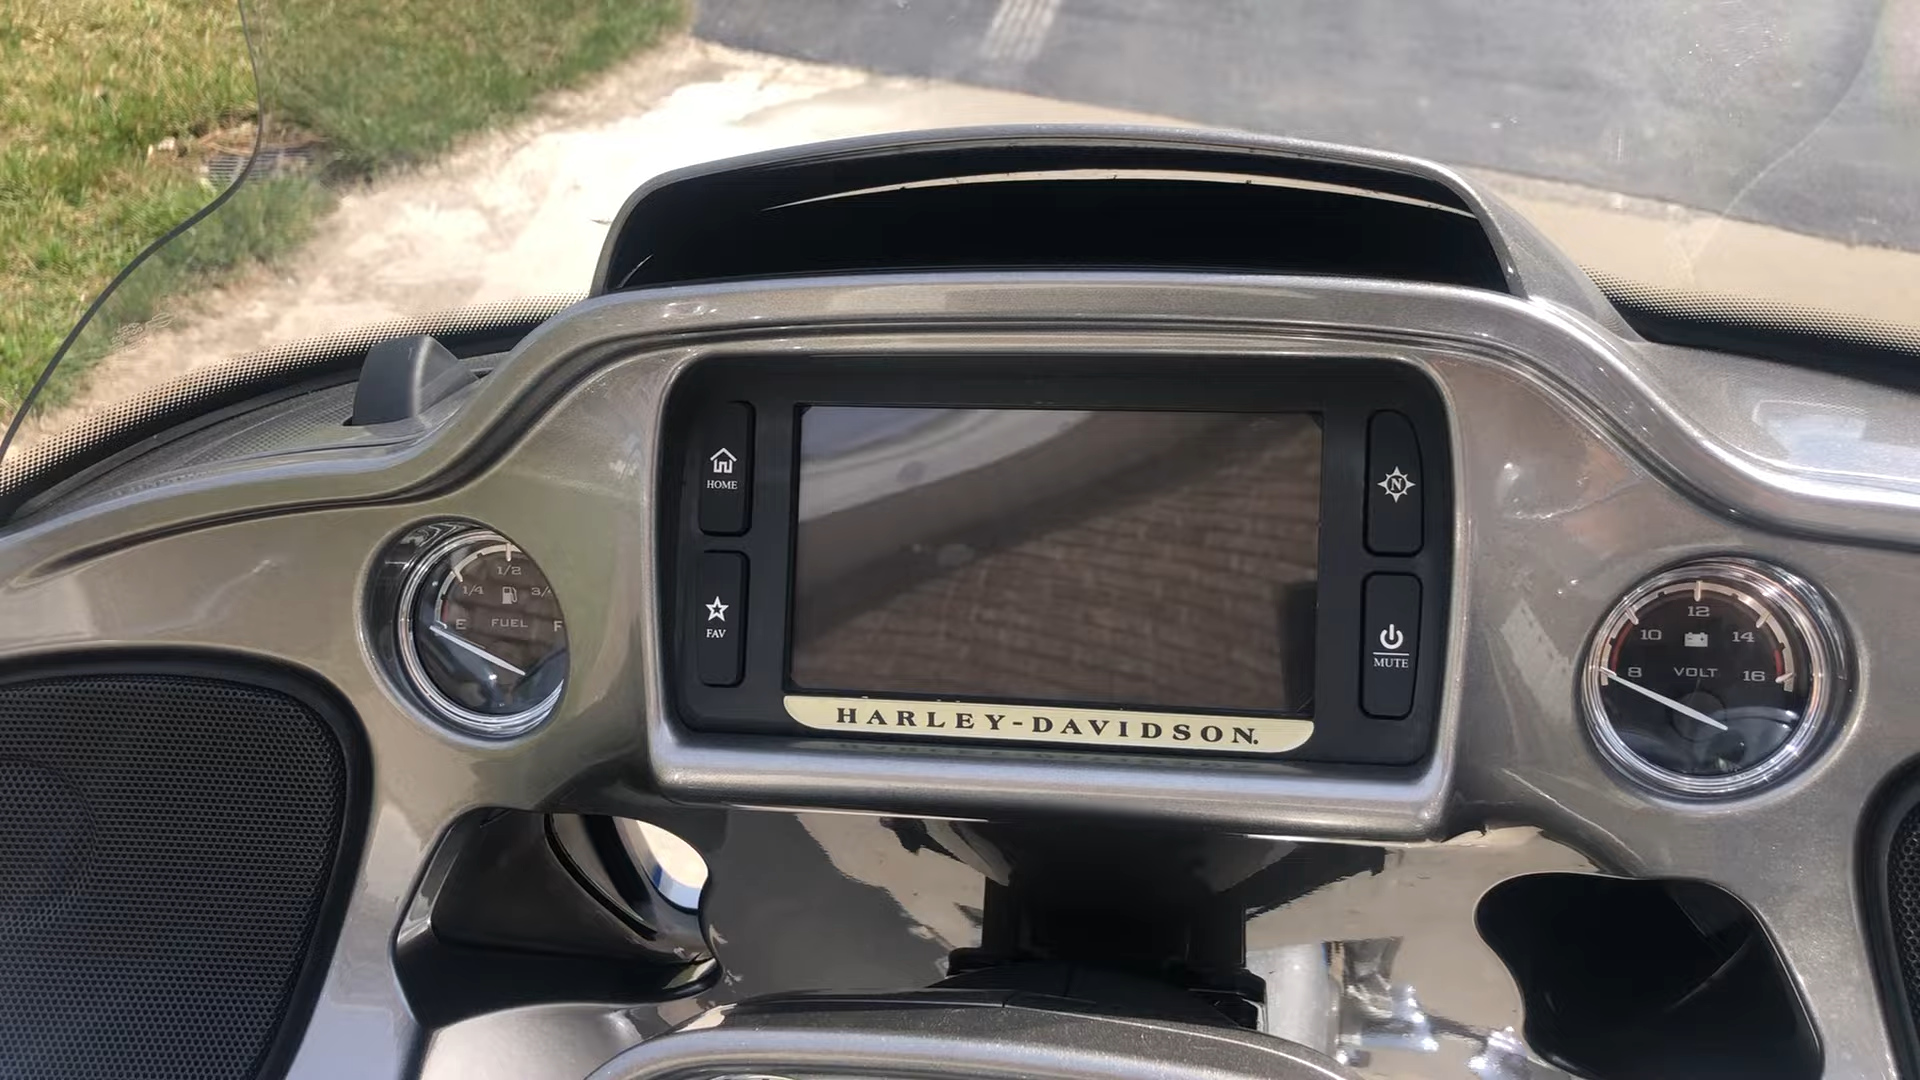 HOME
FAV
N
MUTE
HARLEY-DAVIDSON.
1/4
1/2
3/4
E
FUEL
F
8
10
12
14
16
VOLT